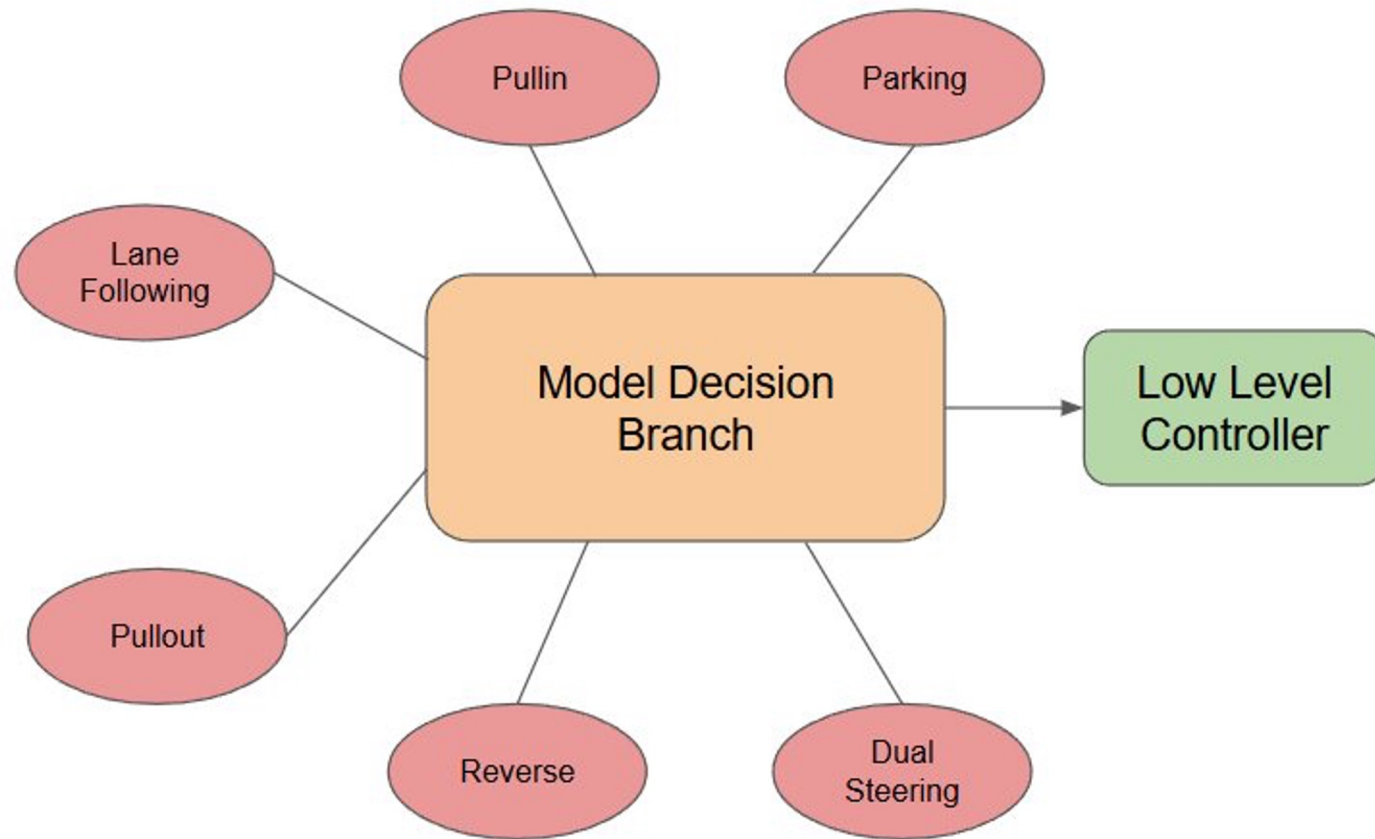 Pullin
Parking
Lane
Following
Model Decision
Branch
Low Level
Controller
Pullout
Reverse
Dual
Steering